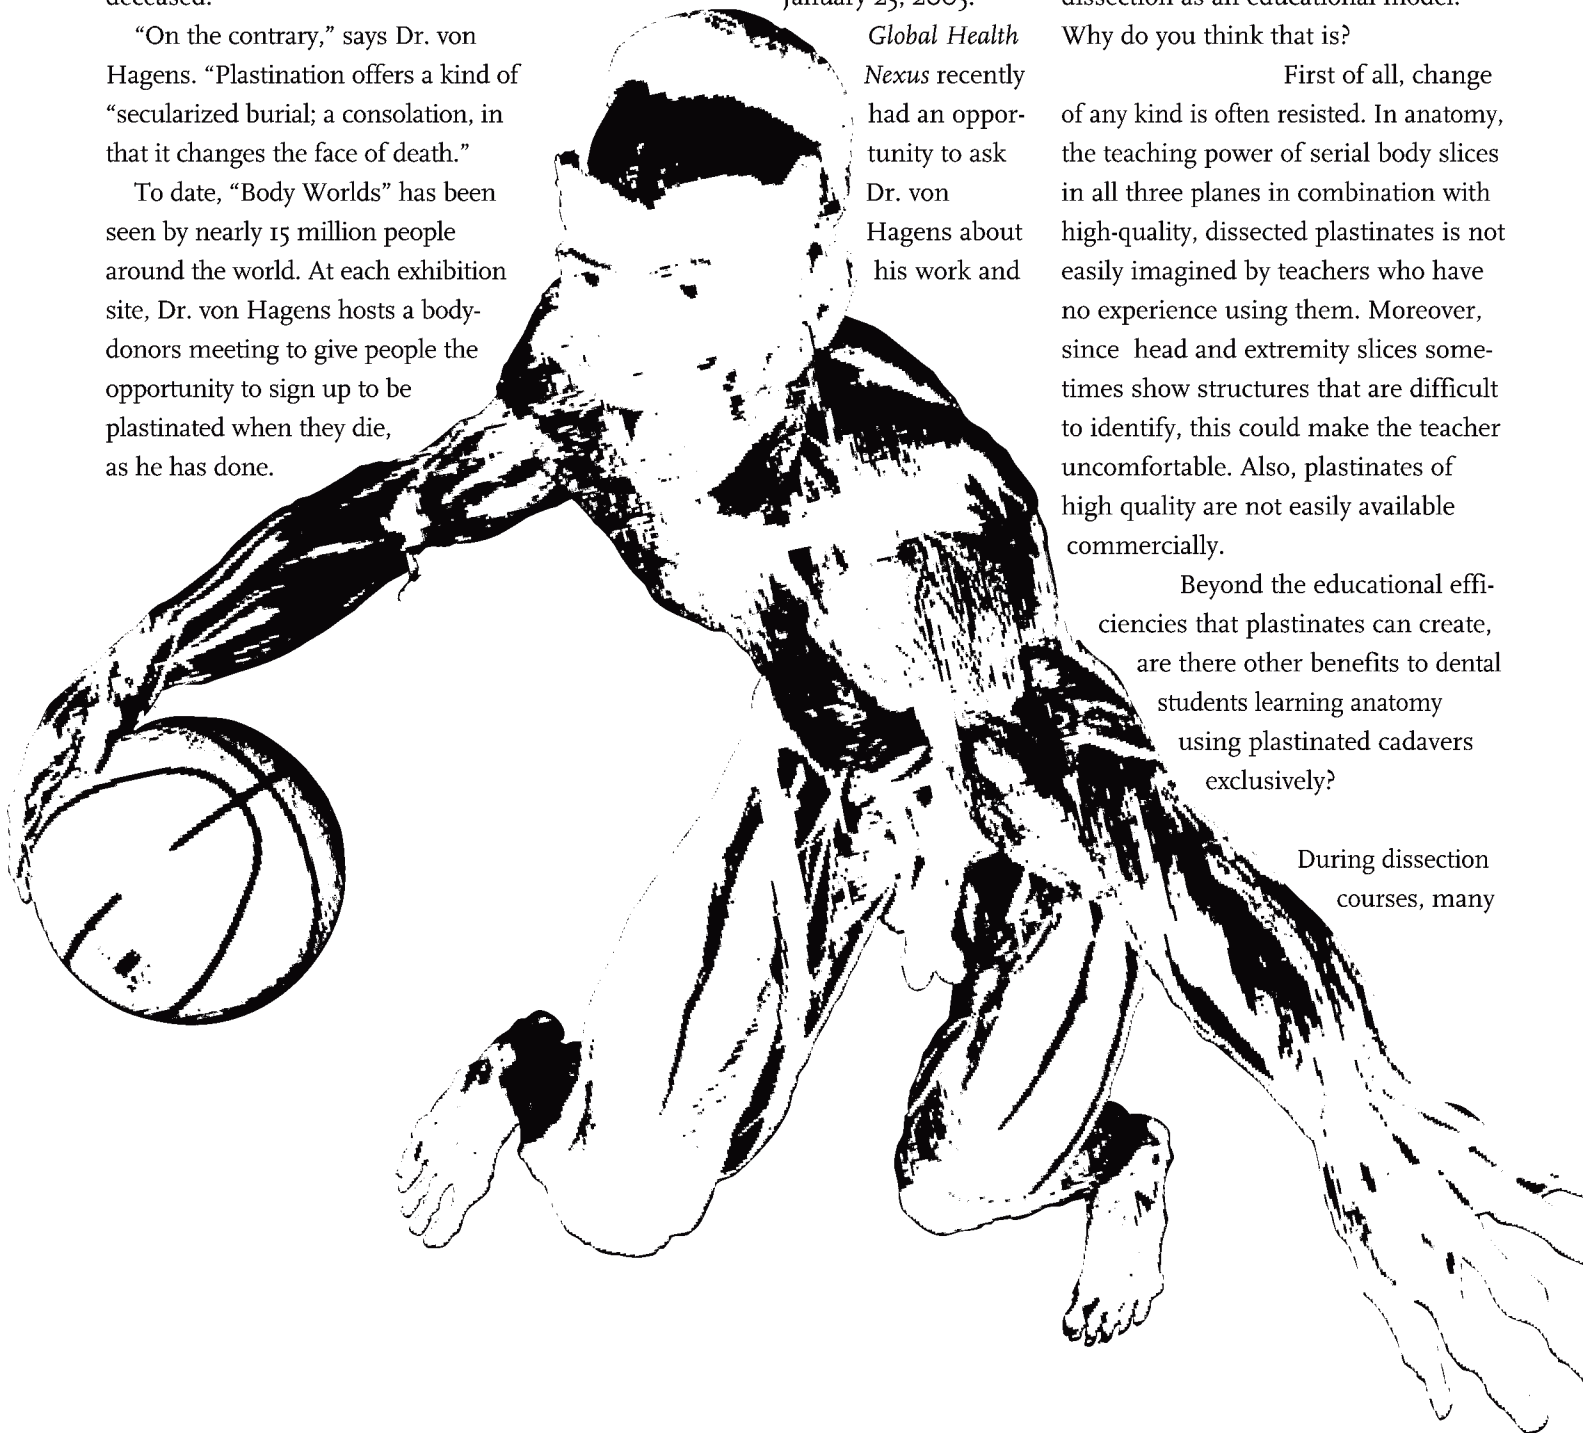 deceased.
“On the contrary,” says Dr. von
Hagens. “Plastination offers a kind of
“secularized burial; a consolation, in
that it changes the face of death.”
To date, “Body Worlds” has been
seen by nearly 15 million people
around the world. At each exhibition
site, Dr. von Hagens hosts a body-
donors meeting to give people the
opportunity to sign up to be
plastinated when they die,
as he has done.
Global Health
Nexus recently
had an oppor-
tunity to ask
Dr. von
Hagens about
his work and
dissection as an educational model.
Why do you think that is?
First of all, change
of any kind is often resisted. In anatomy,
the teaching power of serial body slices
in all three planes in combination with
high-quality, dissected plastinates is not
easily imagined by teachers who have
no experience using them. Moreover,
since head and extremity slices some-
times show structures that are difficult
to identify, this could make the teacher
uncomfortable. Also, plastinates of
high quality are not easily available
commercially.
Beyond the educational effi-
ciencies that plastinates can create,
are there other benefits to dental
students learning anatomy
using plastinated cadavers
exclusively?
During dissection
courses, many